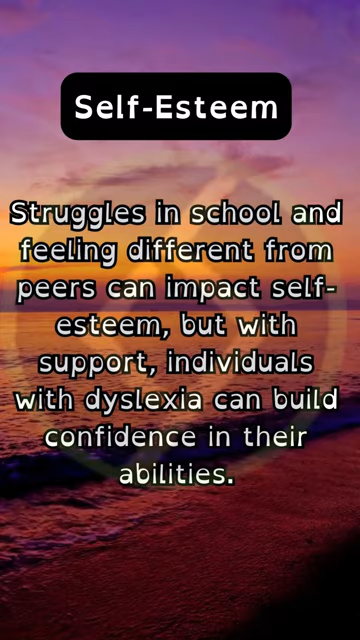 Self-Esteem
Struggles in school and
feeling different from
peers can impact self-
esteem, but with
support, individuals
with dyslexia can build
confidence in their
abilities.